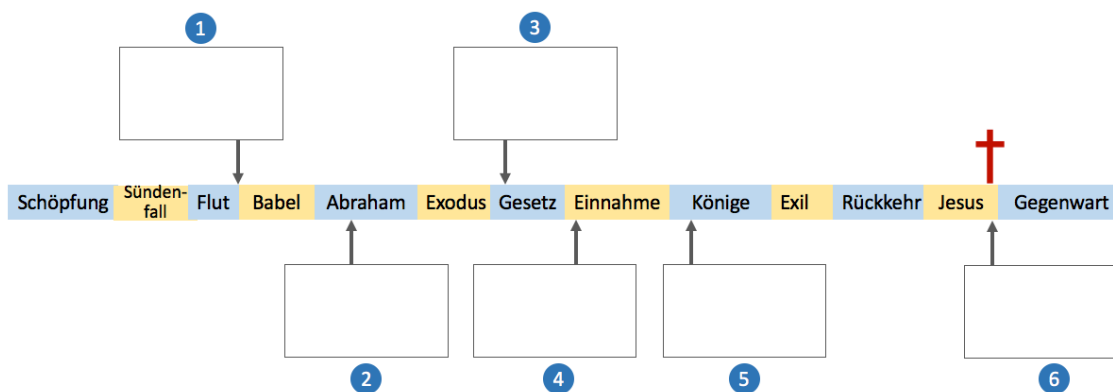 1
3
Schöpfung
Sünden-
fall
Flut
Babel
Abraham
Exodus
Gesetz
Einnahme
Könige
Exil
Rückkehr
Jesus
Gegenwart
2
4
5
6